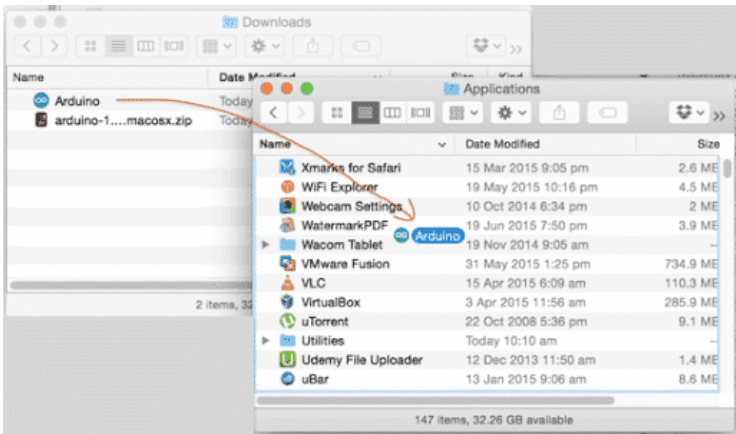 Downloads
Name Date Modified Size Kind
Arduino Today
arduino-1....macosx.zip Today
2 items, 32
Applications
Name Date Modified Size
Xmarks for Safari 15 Mar 2015 9:05 pm 2.6 MB
WiFi Explorer 19 May 2015 10:16 pm 4.5 MB
Webcam Settings 10 Oct 2014 6:34 pm 2 MB
WatermarkPDF 19 Jun 2015 7:50 pm 3.9 MB
Arduino
Wacom Tablet 19 Nov 2014 9:05 am --
VMware Fusion 31 May 2015 1:25 pm 734.9 MB
VLC 15 Apr 2015 6:09 am 110.3 MB
VirtualBox 3 Apr 2015 11:56 am 285.9 MB
uTorrent 22 Oct 2008 5:36 pm 9.1 MB
Utilities Today 10:10 am --
Udemy File Uploader 12 Dec 2013 11:50 am 1.4 MB
uBar 13 Jan 2015 9:06 am 8.6 MB
147 items, 32.26 GB available